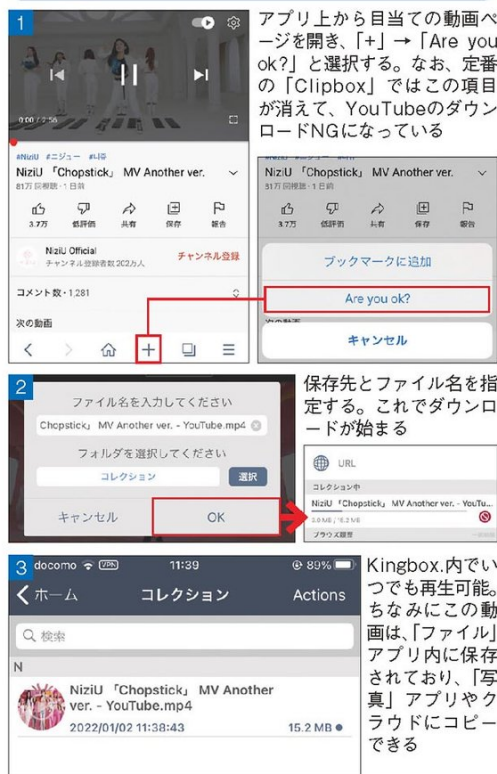 1
アプリ上から目当ての動画ペ
ージを開き、「+」→「Are you
ok?」と選択する。なお、定番
の「Clipbox」ではこの項目
が消えて、YouTubeのダウン
ロードNGになっている
0:00 / 2:56
#NiziU #ニジュー
NiziU 「Chopstick」 MV Another ver.
81万 回視聴・1 日前
3.7万 低評価 共有 保存 報告
NiziU Official
チャンネル登録者数 202万人
チャンネル登録
コメント数・1,281
次の動画
NiziU 「Chopstick」 MV Another ver.
81万 回視聴・1 日前
3.7万 低評価 共有 保存 報告
ブックマークに追加
Are you ok?
キャンセル
2
ファイル名を入力してください
Chopstick」 MV Another ver. - YouTube.mp4
フォルダを選択してください
コレクション 選択
キャンセル OK
保存先とファイル名を指
定する。これでダウンロ
ードが始まる
URL
コレクション中
NiziU 「Chopstick」 MV Another ver. - YouTu...
/ 15.2 MB
ブラウズ履歴
3
docomo VPN 11:39 89%
ホーム コレクション Actions
検索
N
NiziU 「Chopstick」 MV Another
ver. - YouTube.mp4
2022/01/02 11:38:43 15.2 MB
Kingbox.内でい
つでも再生可能。
ちなみにこの動
画は、「ファイル」
アプリ内に保存
されており、「写
真」アプリやク
ラウドにコピー
できる